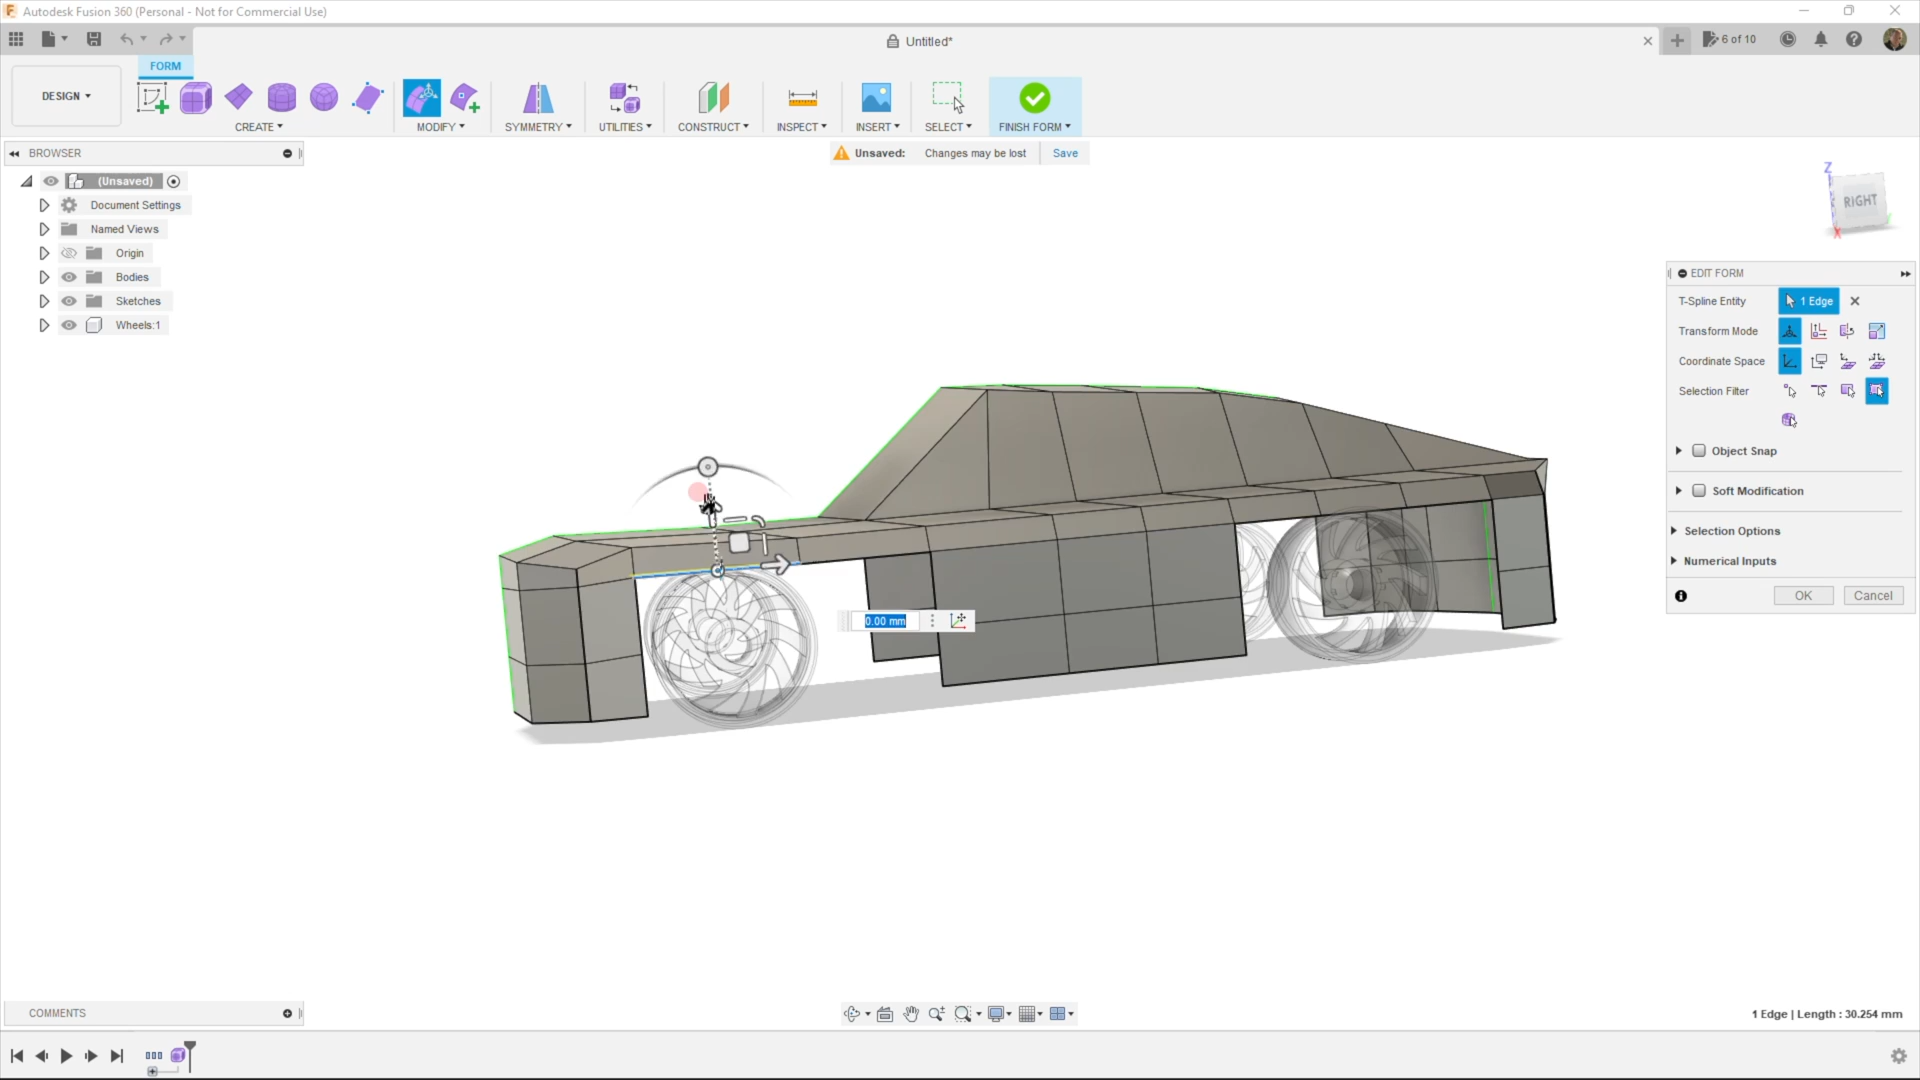 Autodesk Fusion 360 (Personal - Not for Commercial Use)
Untitled*
6 of 10
FORM
DESIGN
CREATE
MODIFY
SYMMETRY
UTILITIES
CONSTRUCT
INSPECT
INSERT
SELECT
FINISH FORM
BROWSER
Unsaved: Changes may be lost Save
(Unsaved)
Document Settings
Named Views
Origin
Bodies
Sketches
Wheels:1
Z
RIGHT
X
EDIT FORM
T-Spline Entity 1 Edge
Transform Mode
Coordinate Space
Selection Filter
Object Snap
Soft Modification
Selection Options
Numerical Inputs
OK Cancel
0.00 mm
COMMENTS
1 Edge | Length : 30.254 mm